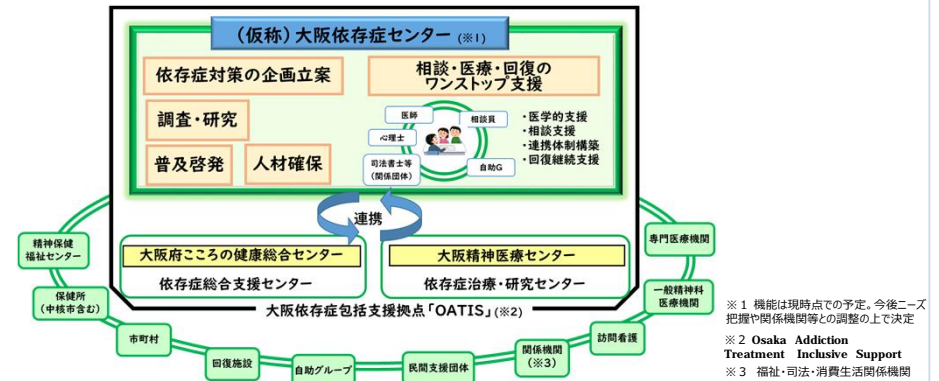 (仮称)大阪依存症センター(※1)
依存症対策の企画立案
調査・研究
普及啓発
人材確保
相談・医療・回復の
ワンストップ支援
医師
相談員
心理士
司法書士等
(関係団体)
自助G
・医学的支援
・相談支援
・連携体制構築
・回復継続支援
連携
大阪府こころの健康総合センター
依存症総合支援センター
大阪精神医療センター
依存症治療・研究センター
大阪依存症包括支援拠点「OATIS」(※2)
精神保健
福祉センター
保健所
(中核市含む)
市町村
回復施設
自助グループ
民間支援団体
関係機関
(※3)
訪問看護
一般精神科
医療機関
専門医療機関
※1 機能は現時点での予定。今後ニーズ
把握や関係機関等との調整の上で決定
※2 Osaka Addiction
Treatment Inclusive Support
※3 福祉・司法・消費生活関係機関